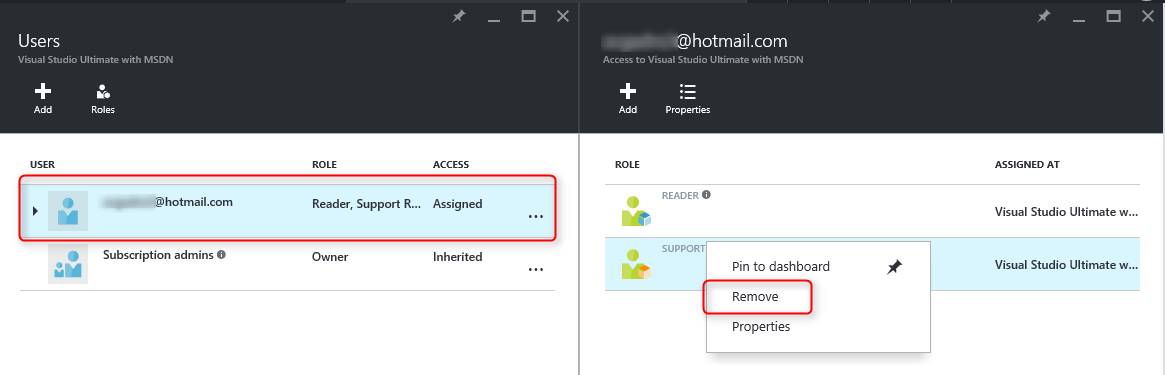 Users
Visual Studio Ultimate with MSDN
Add
Roles
USER ROLE ACCESS
@hotmail.com Reader, Support R... Assigned ...
Subscription admins Owner Inherited ...
@hotmail.com
Access to Visual Studio Ultimate with MSDN
Add
Properties
ROLE ASSIGNED AT
READER
Visual Studio Ultimate w...
SUPPORT
Visual Studio Ultimate w...
Pin to dashboard
Remove
Properties